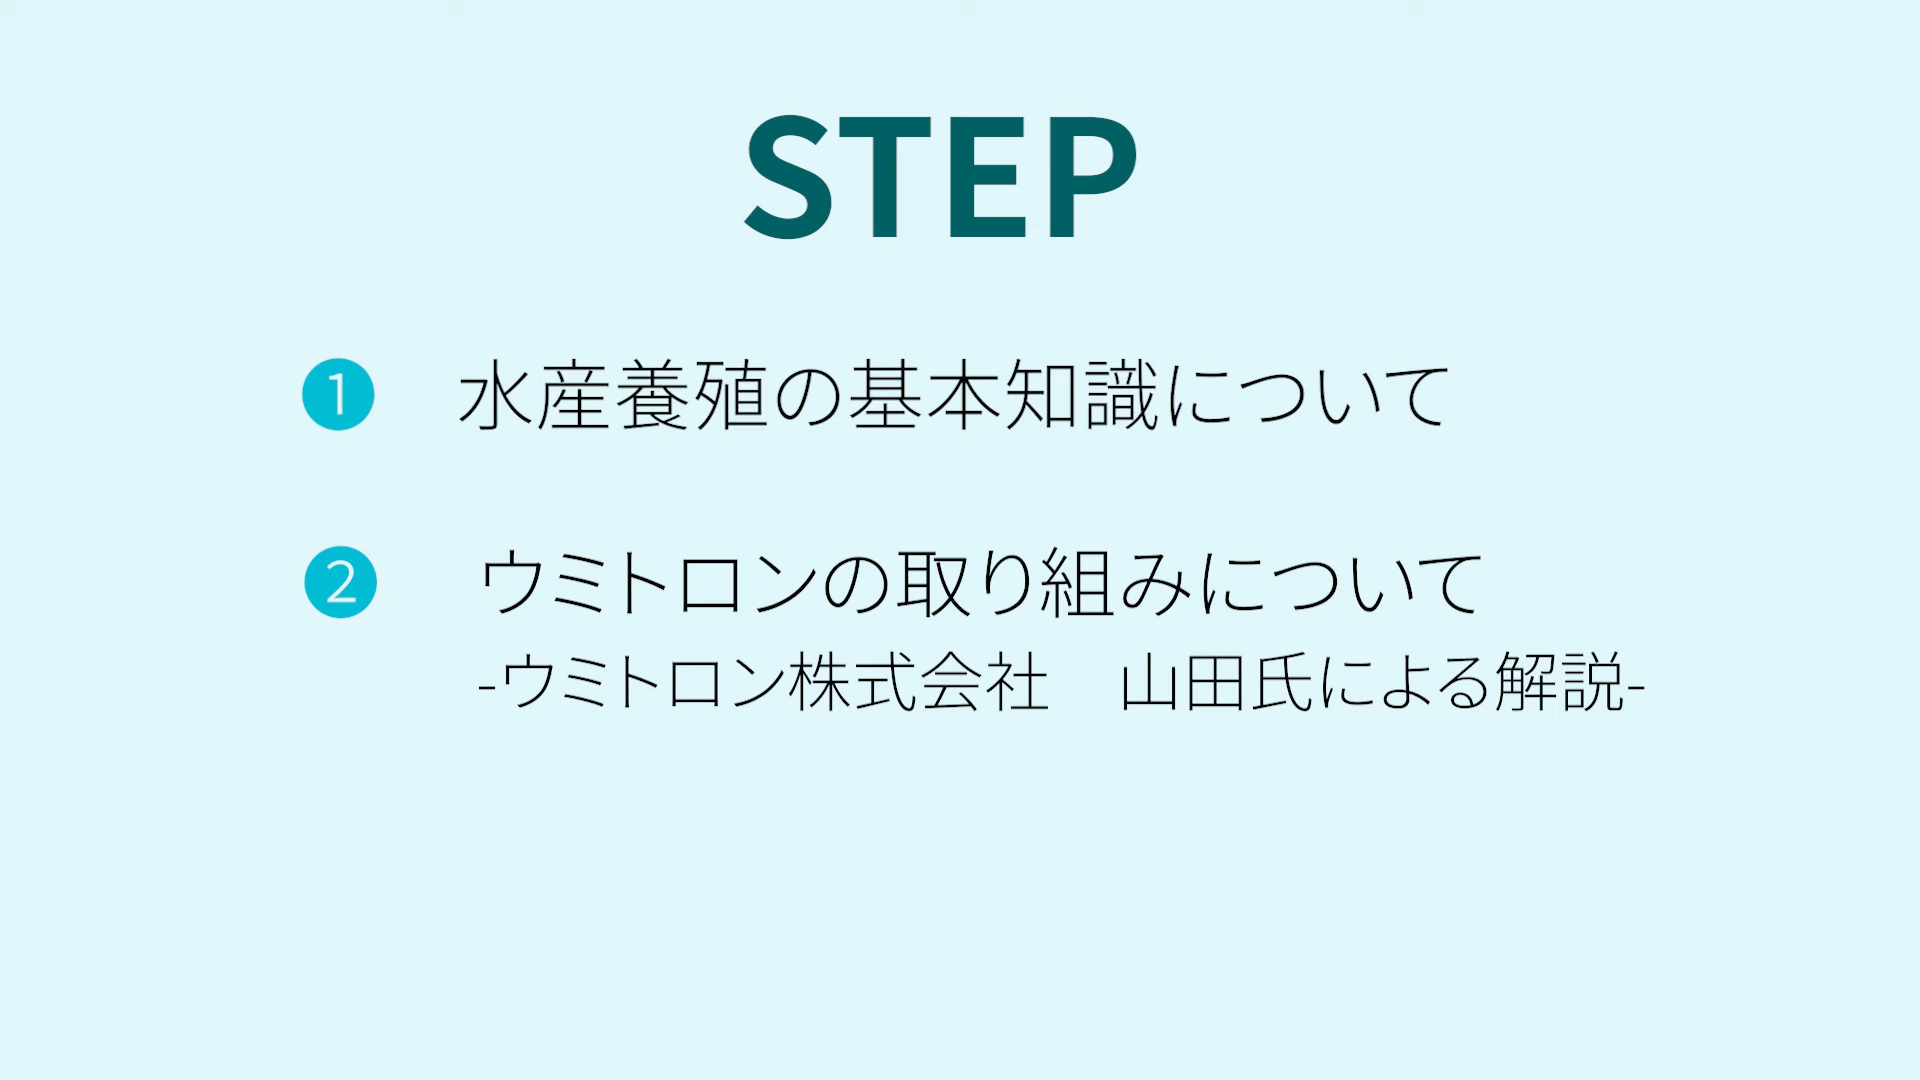 STEP
1 水産養殖の基本知識について
2 ウミトロンの取り組みについて
-ウミトロン株式会社　山田氏による解説-